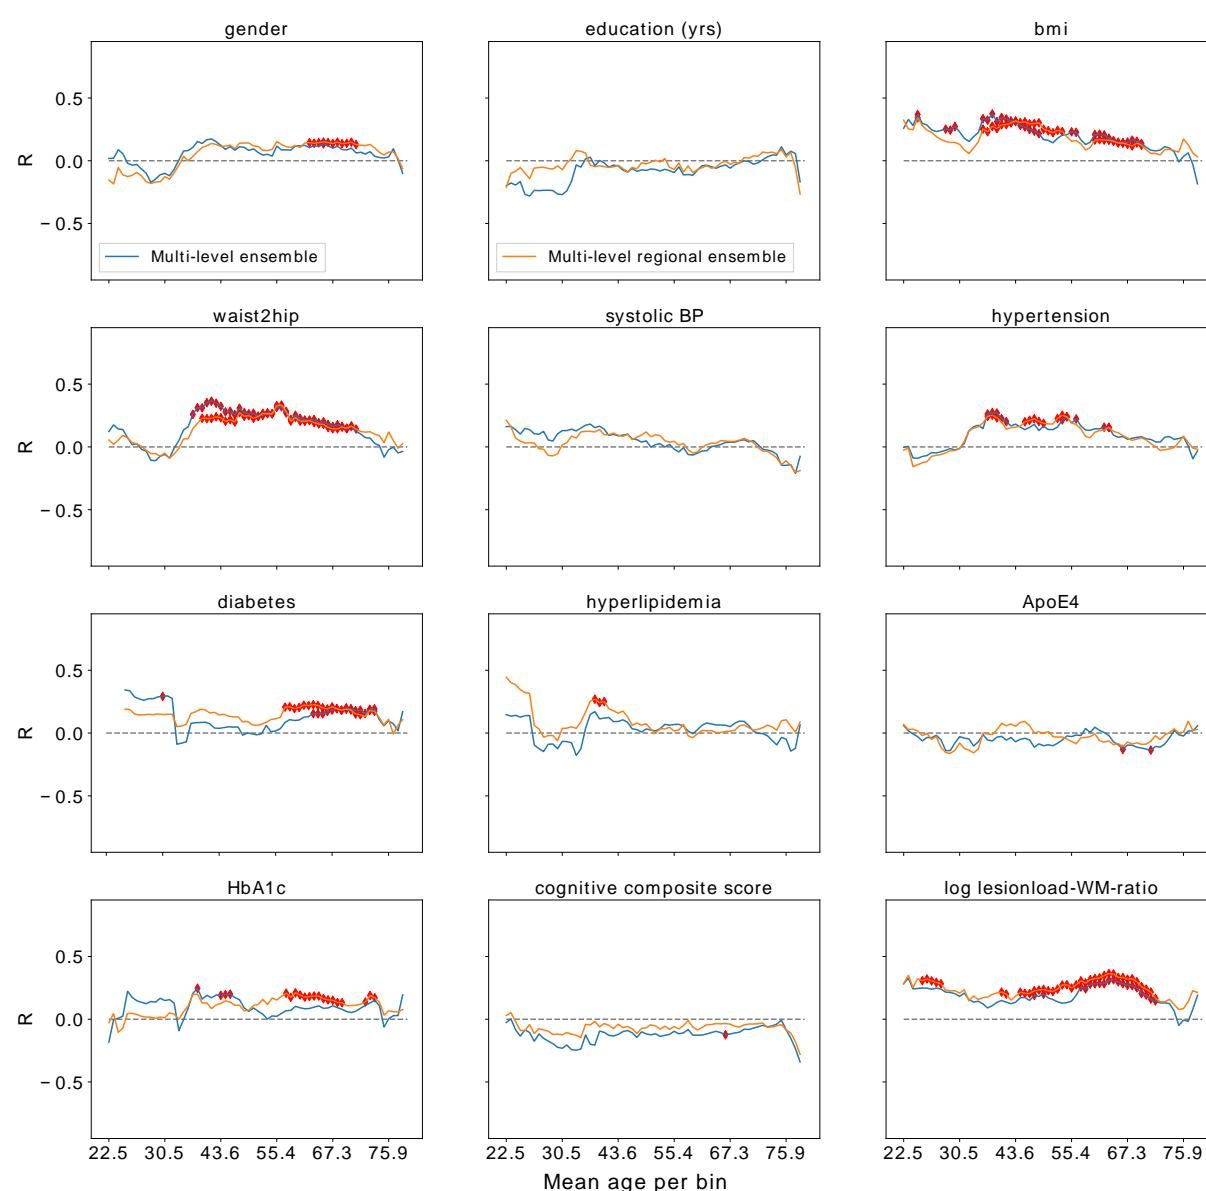 gender education (yrs) bmi
0.5
0.0
R
−0.5
Multi-level ensemble Multi-level regional ensemble
waist2hip systolic BP hypertension
0.5
0.0
R
−0.5
diabetes hyperlipidemia ApoE4
0.5
0.0
R
−0.5
HbA1c cognitive composite score log lesionload-WM-ratio
0.5
0.0
R
−0.5
22.5 30.5 43.6 55.4 67.3 75.9 22.5 30.5 43.6 55.4 67.3 75.9 22.5 30.5 43.6 55.4 67.3 75.9
Mean age per bin